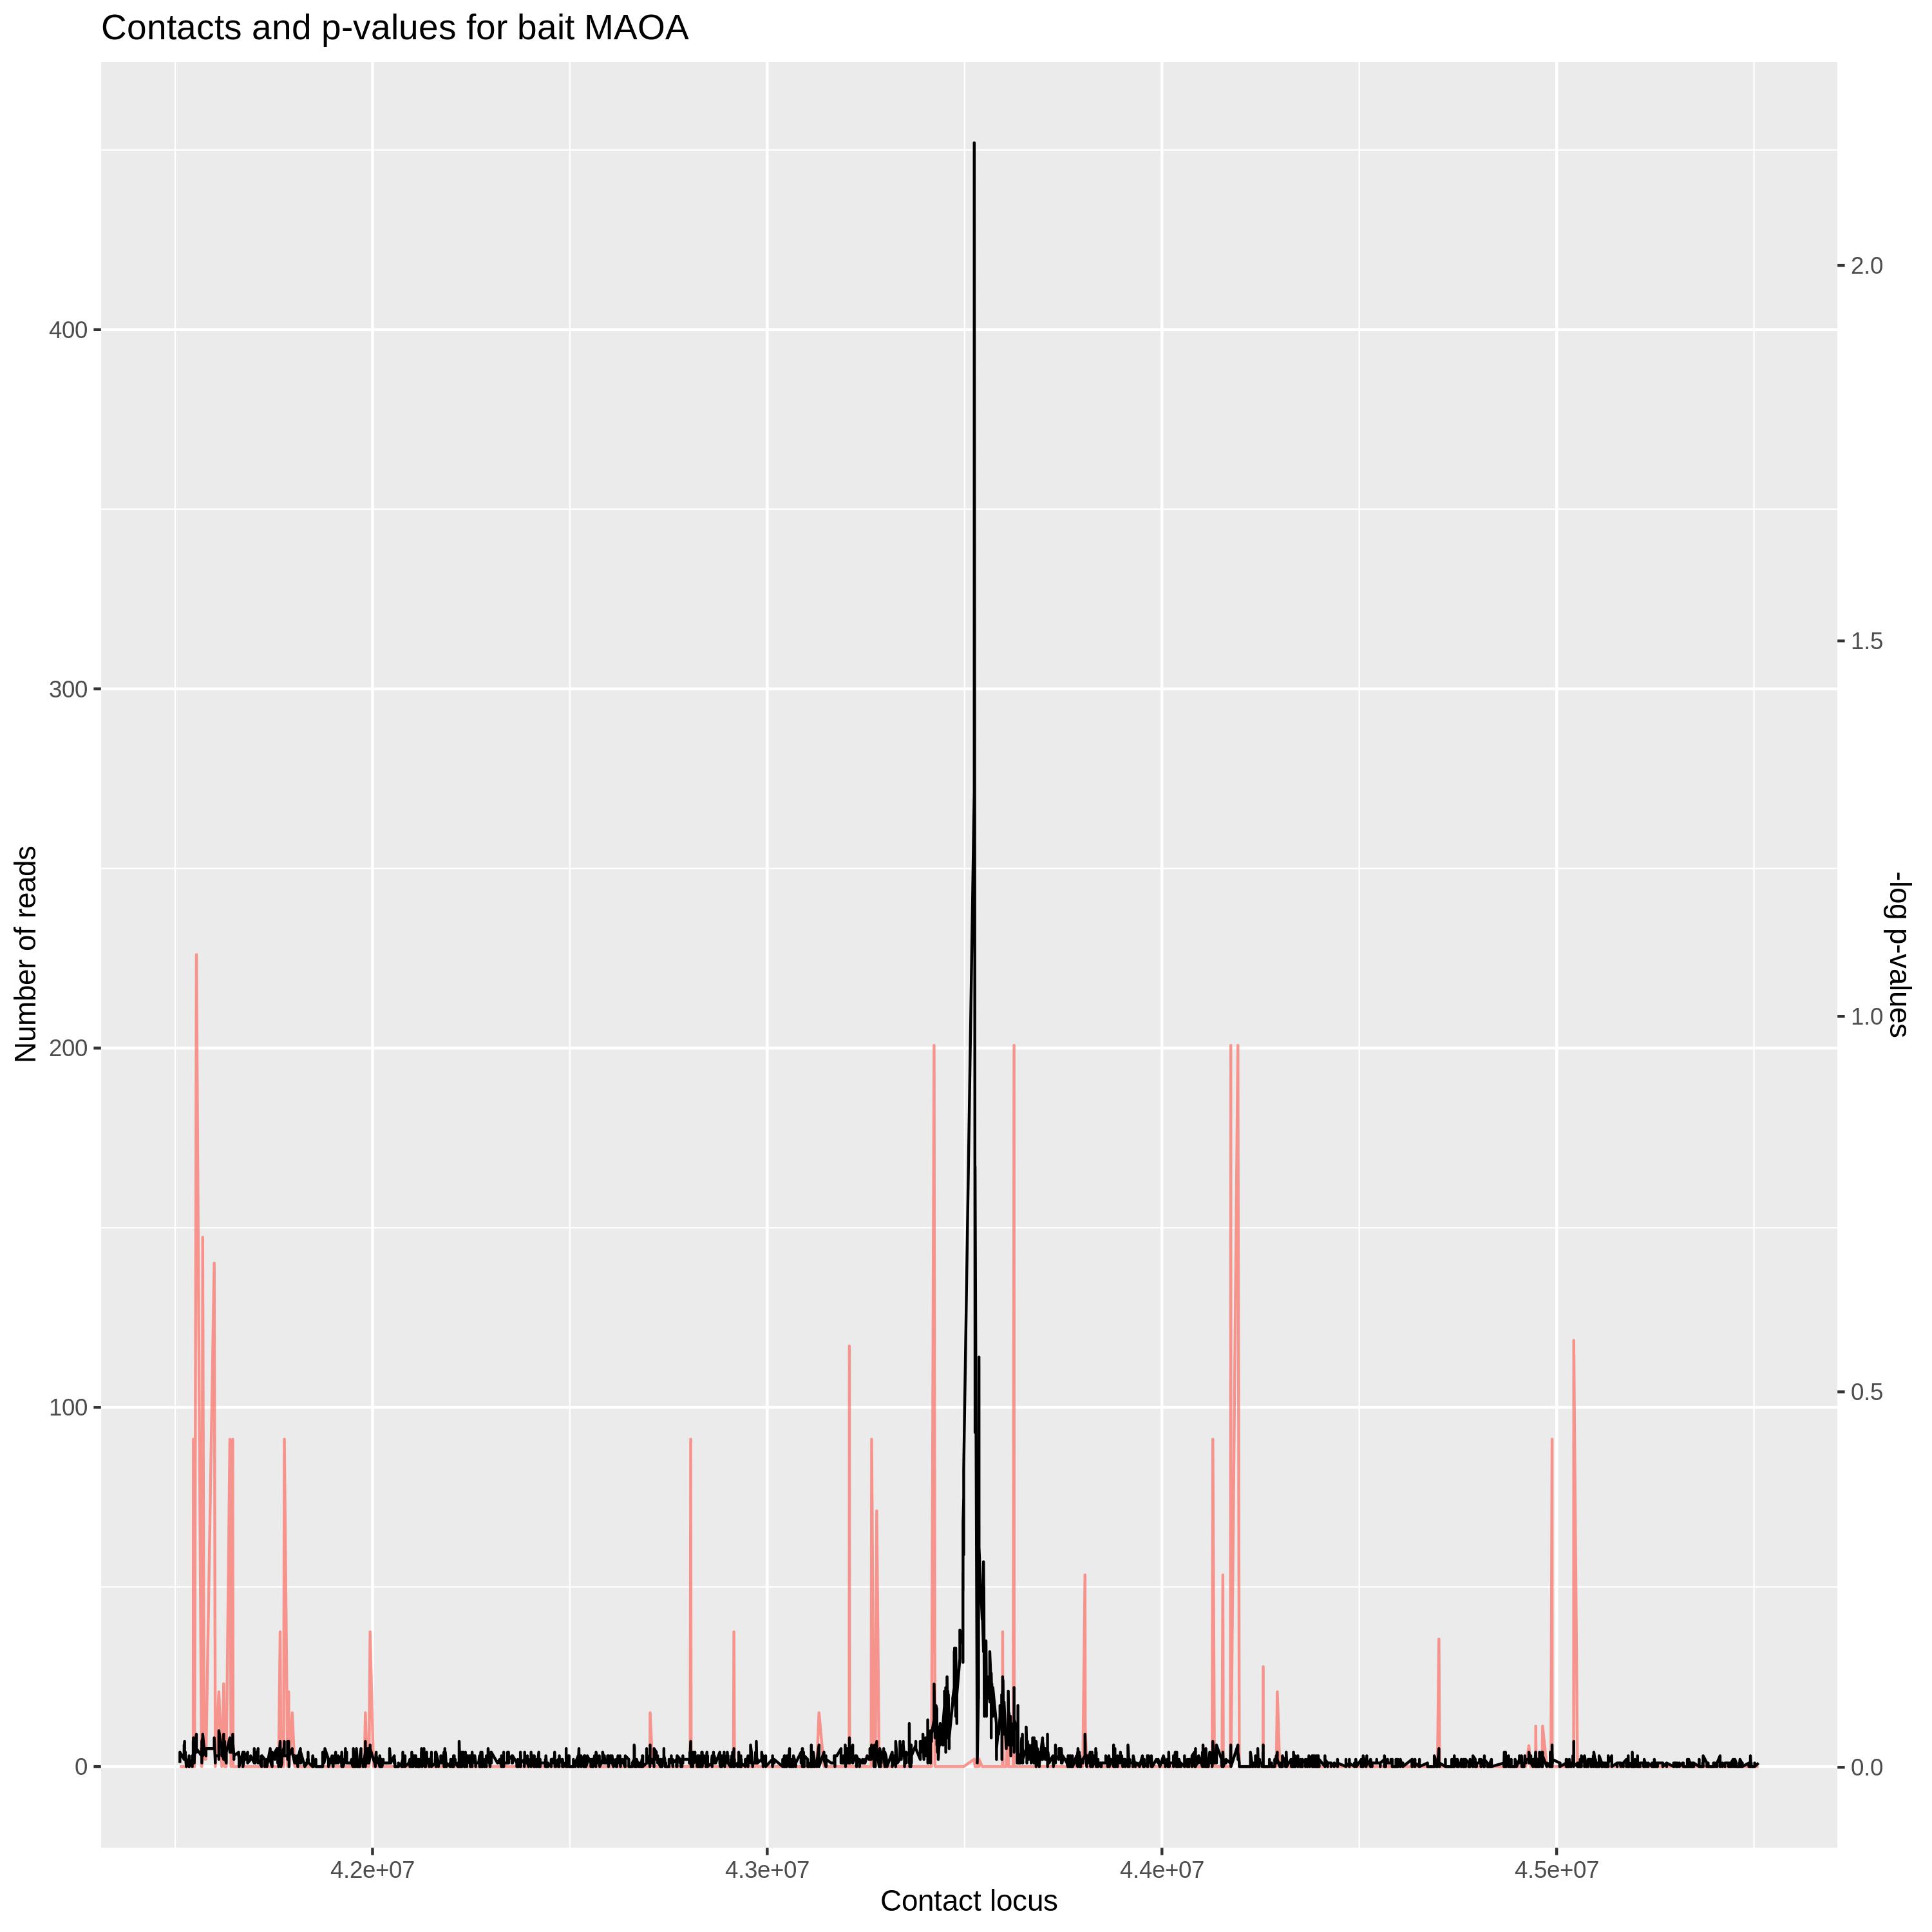 Contacts and p-values for bait MAOA
Number of reads
400
300
200
100
0
2.0
1.5
1.0
0.5
0.0
-log p-values
4.2e+07 4.3e+07 4.4e+07 4.5e+07
Contact locus